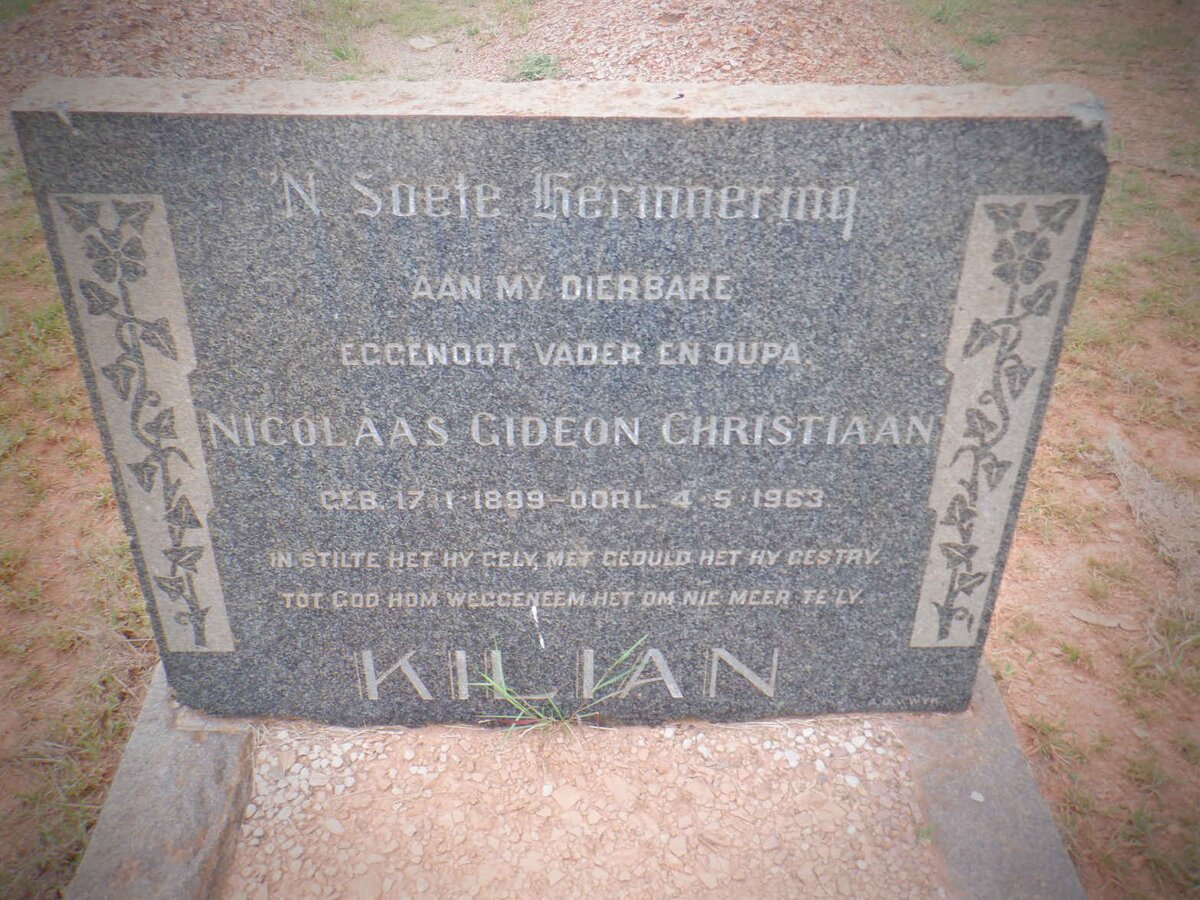 'N Soete Herinnering
AAN MY DIERBARE
EGGENOOT, VADER EN OUPA,
NICOLAAS GIDEON CHRISTIAAN
GEB. 17·1·1899 – OORL. 4·5·1963.
IN STILTE HET HY GELY, MET GEDULD HET HY GESTRY.
TOT GOD HOM WEGGENEEM HET OM NIE MEER TE LY.
KILIAN